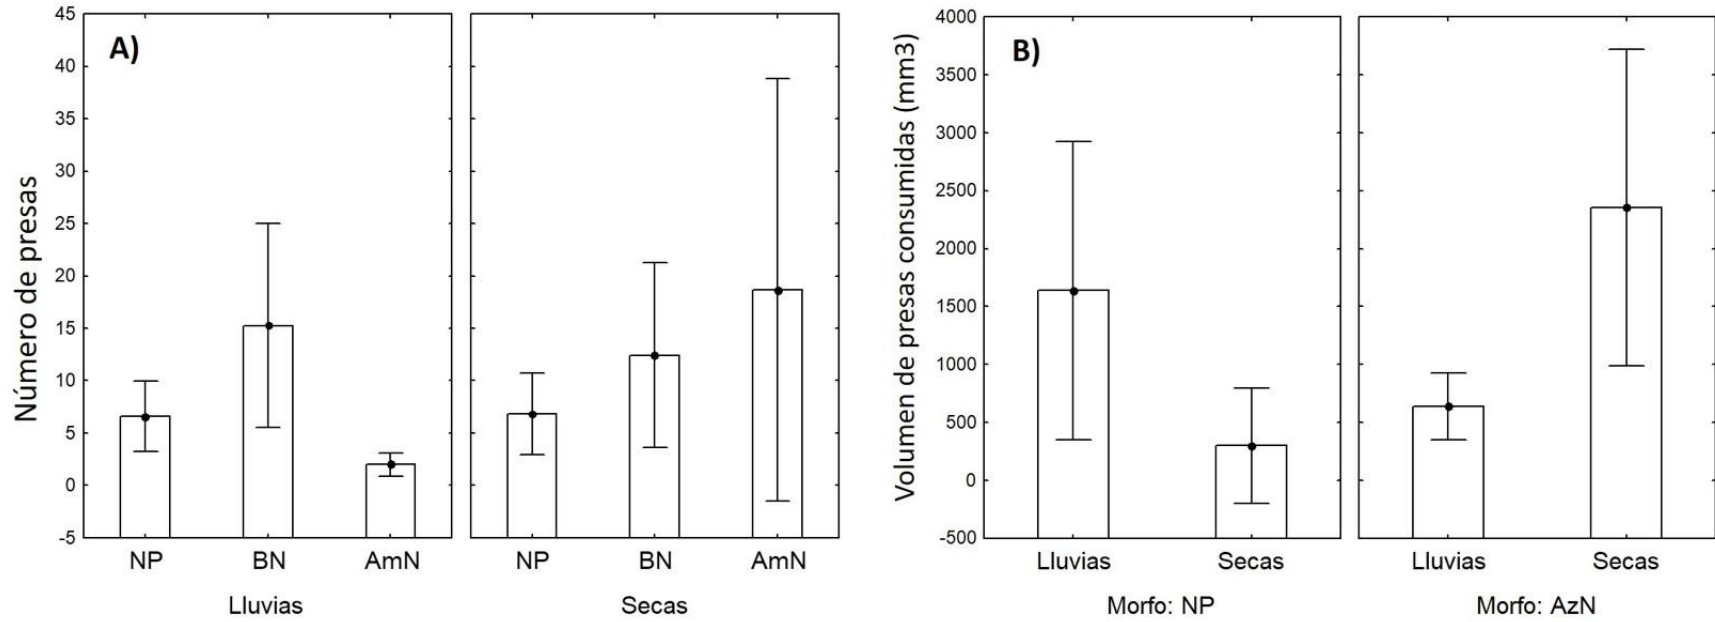 A)
Número de presas
45
40
35
30
25
20
15
10
5
0
-5
NP BN AmN
Lluvias
NP BN AmN
Secas
B)
Volumen de presas consumidas (mm3)
4000
3500
3000
2500
2000
1500
1000
500
0
-500
Lluvias Secas
Morfo: NP
Lluvias Secas
Morfo: AzN